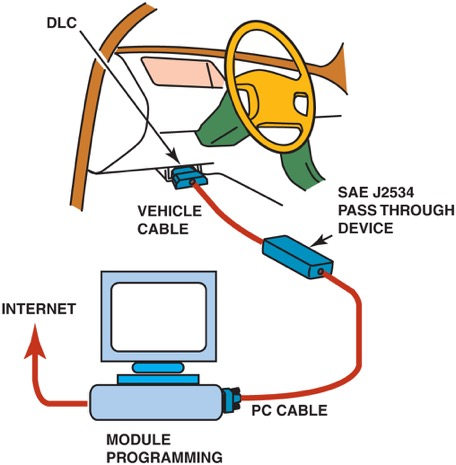 DLC
VEHICLE
CABLE
SAE J2534
PASS THROUGH
DEVICE
INTERNET
PC CABLE
MODULE
PROGRAMMING